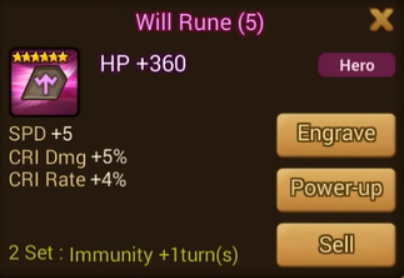 Will Rune (5)
HP +360
Hero
SPD +5
CRI Dmg +5%
CRI Rate +4%
Engrave
Power-up
Sell
2 Set : Immunity +1turn(s)